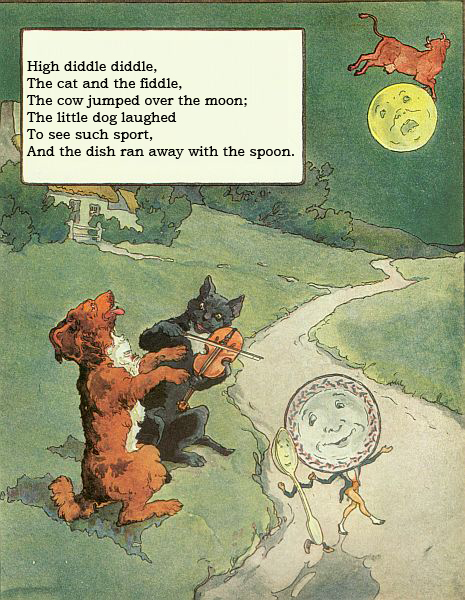 High diddle diddle,
The cat and the fiddle,
The cow jumped over the moon;
The little dog laughed
To see such sport,
And the dish ran away with the spoon.